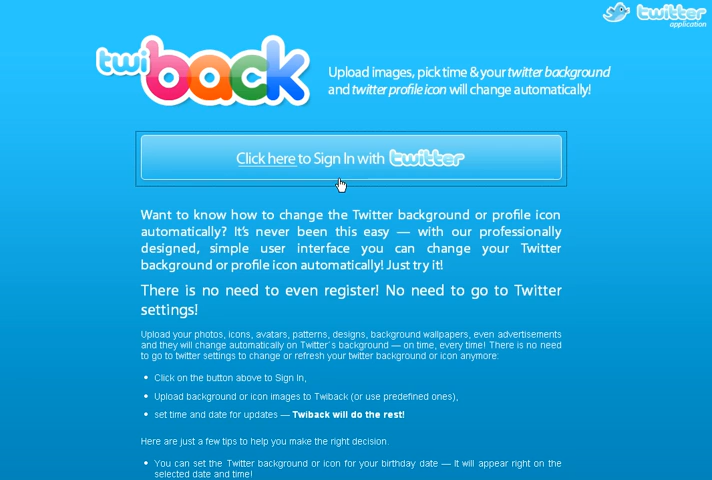 twitter
application
twiback
Upload images, pick time & your twitter background
and twitter profile icon will change automatically!
Click here to Sign In with twitter
Want to know how to change the Twitter background or profile icon
automatically? It's never been this easy — with our professionally
designed, simple user interface you can change your Twitter
background or profile icon automatically! Just try it!
There is no need to even register! No need to go to Twitter
settings!
Upload your photos, icons, avatars, patterns, designs, background wallpapers, even advertisements
and they will change automatically on Twitter`s background — on time, every time! There is no need
to go to twitter settings to change or refresh your twitter background or icon anymore:
• Click on the button above to Sign In,
• Upload background or icon images to Twiback (or use predefined ones),
• set time and date for updates — Twiback will do the rest!
Here are just a few tips to help you make the right decision.
• You can set the Twitter background or icon for your birthday date — It will appear right on the
selected date and time!